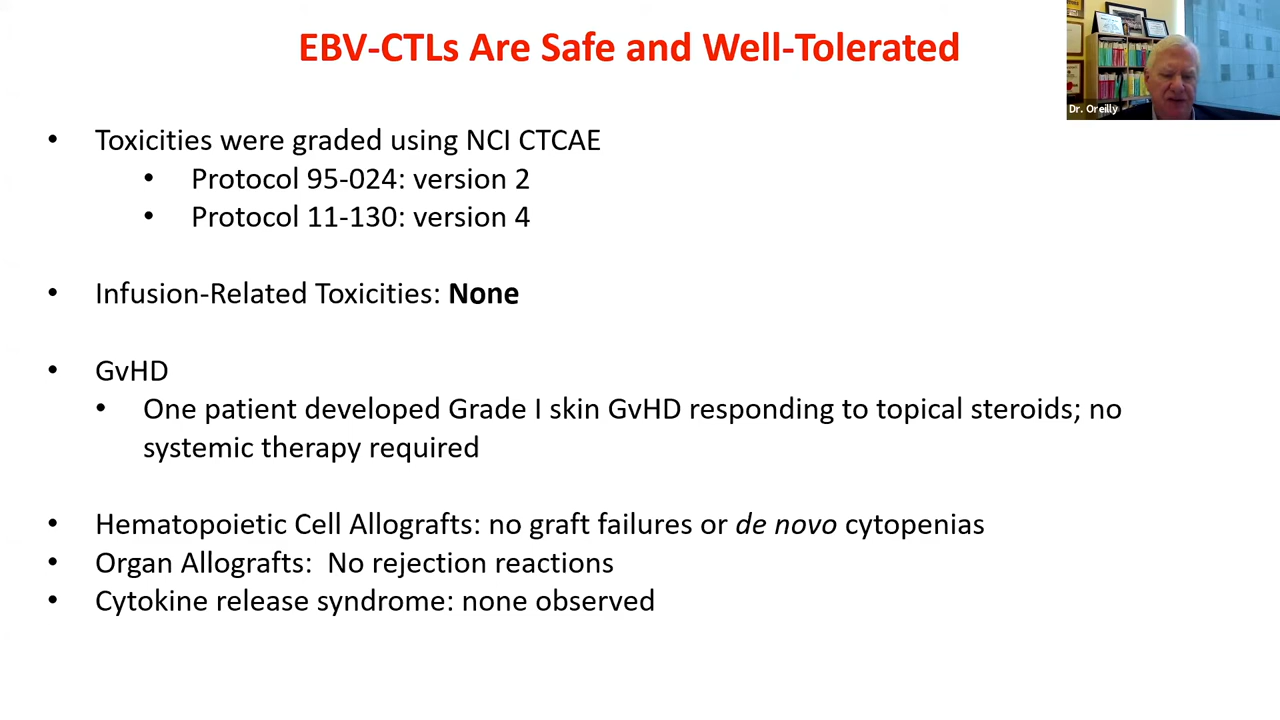 EBV-CTLs Are Safe and Well-Tolerated
Dr. Oreilly
• Toxicities were graded using NCI CTCAE
• Protocol 95-024: version 2
• Protocol 11-130: version 4
• Infusion-Related Toxicities: None
• GvHD
• One patient developed Grade I skin GvHD responding to topical steroids; no
systemic therapy required
• Hematopoietic Cell Allografts: no graft failures or de novo cytopenias
• Organ Allografts:  No rejection reactions
• Cytokine release syndrome: none observed